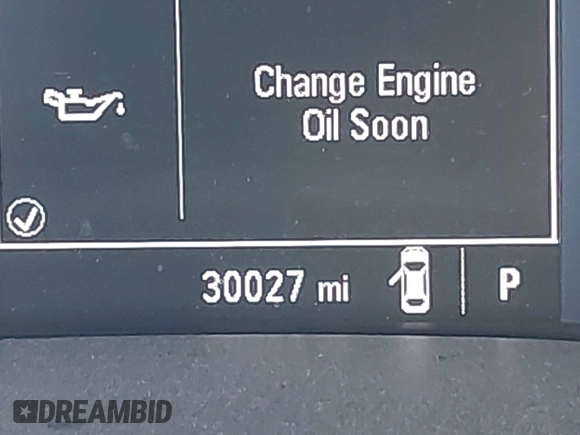 Change Engine
Oil Soon
30027 mi
P
DREAMBID